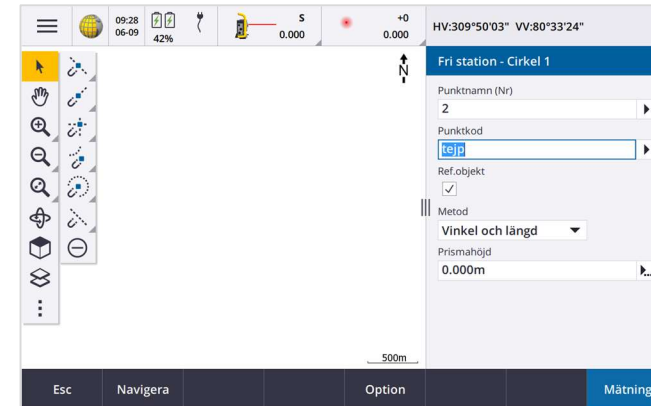 09:28
06-09
42%
S
0.000
+0
0.000
HV:309°50'03" VV:80°33'24"
N
500m
Fri station - Cirkel 1
Punktnamn (Nr)
2
Punktkod
tejp
Ref.objekt
Metod
Vinkel och längd
Prismahöjd
0.000m
Esc
Navigera
Option
Mätning